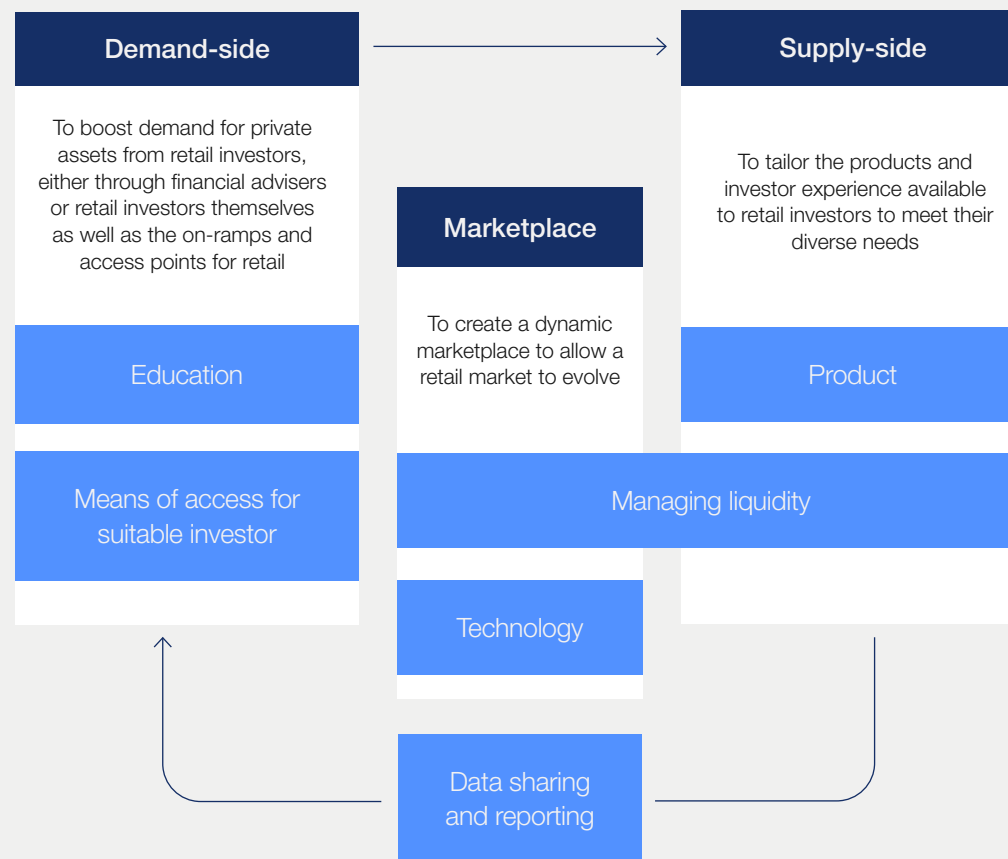 Demand-side
To boost demand for private
assets from retail investors,
either through financial advisers
or retail investors themselves
as well as the on-ramps and
access points for retail
Education
Means of access for
suitable investor
Marketplace
To create a dynamic
marketplace to allow a
retail market to evolve
Supply-side
To tailor the products and
investor experience available
to retail investors to meet their
diverse needs
Product
Managing liquidity
Technology
Data sharing
and reporting